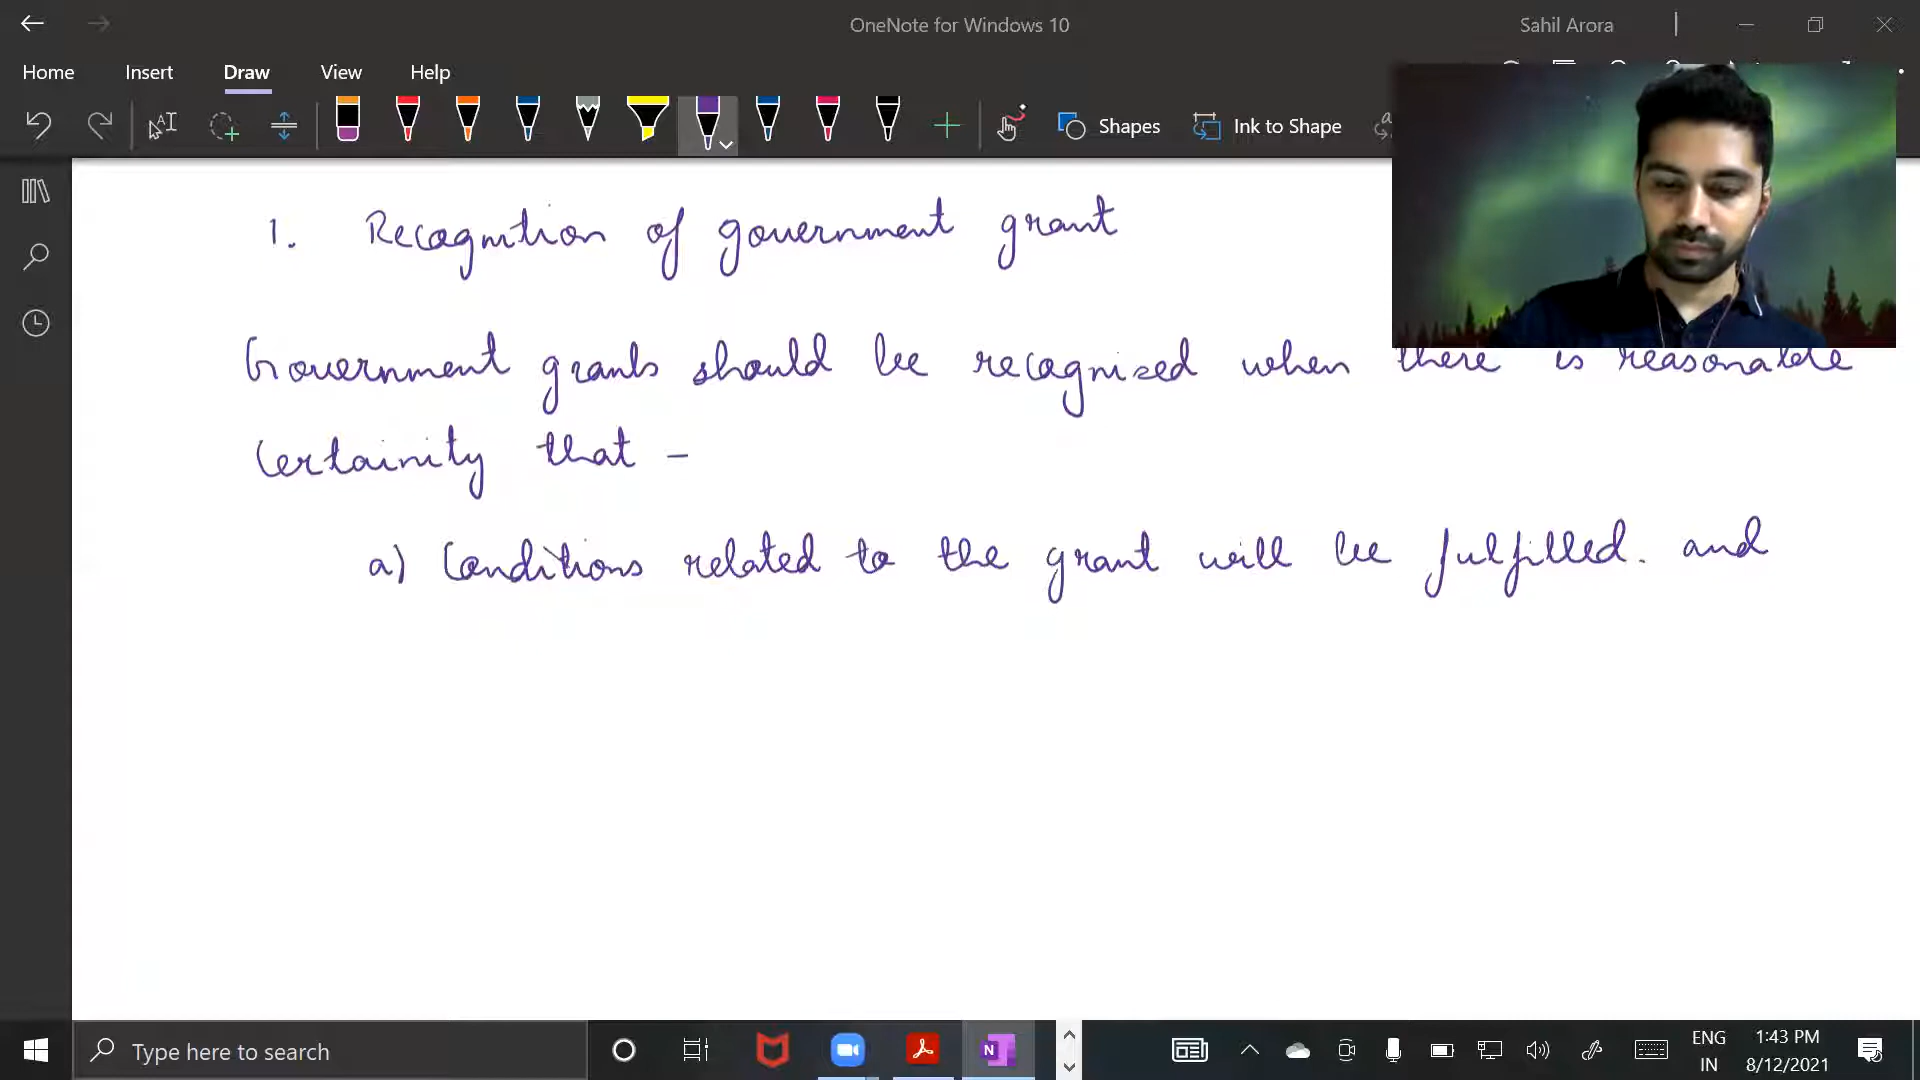 OneNote for Windows 10
Sahil Arora
Home Insert Draw View Help
Shapes Ink to Shape
1. Recognition of government grant
Government grants should be recognized when there is reasonable
certainity that -
a) Conditions related to the grant will be fulfilled. and
Type here to search
ENG
IN
1:43 PM
8/12/2021